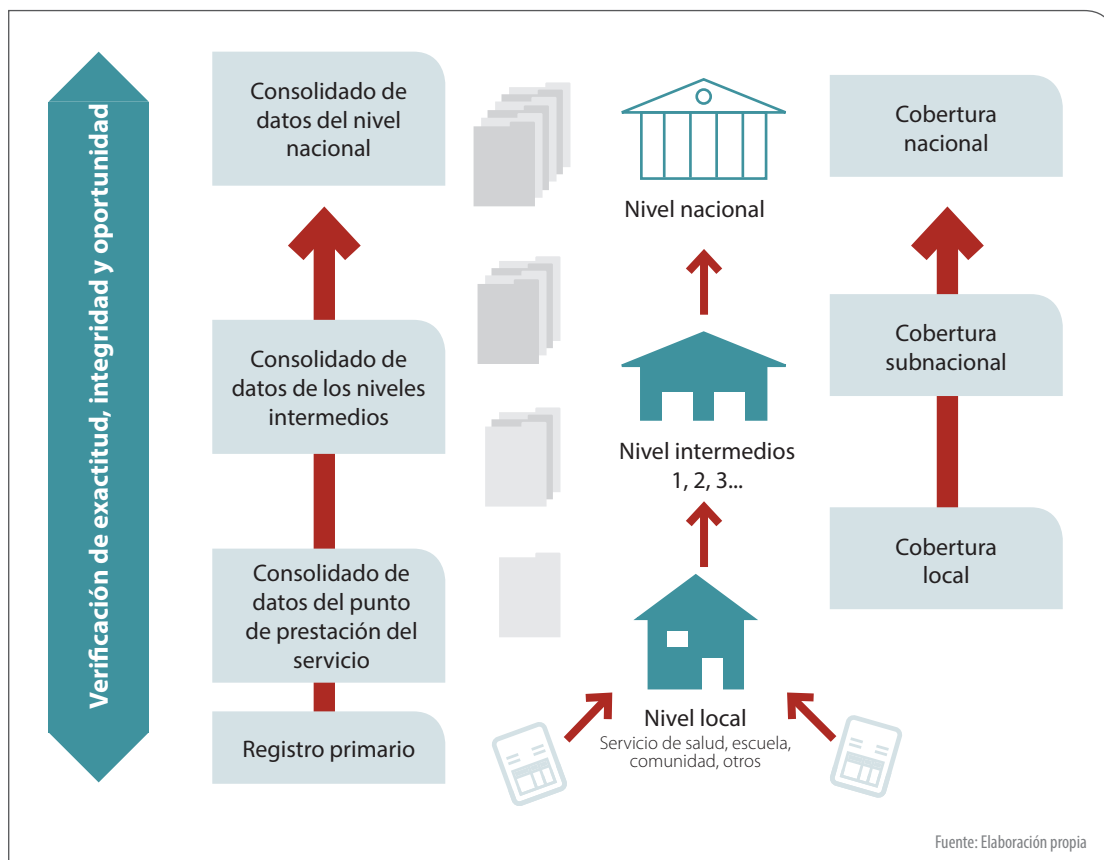 Verificación de exactitud, integridad y oportunidad
Consolidado de
datos del nivel
nacional
Consolidado de
datos de los niveles
intermedios
Consolidado de
datos del punto
de prestación del
servicio
Registro primario
Nivel nacional
Nivel intermedios
1, 2, 3...
Nivel local
Servicio de salud, escuela,
comunidad, otros
Cobertura
nacional
Cobertura
subnacional
Cobertura
local
Fuente: Elaboración propia